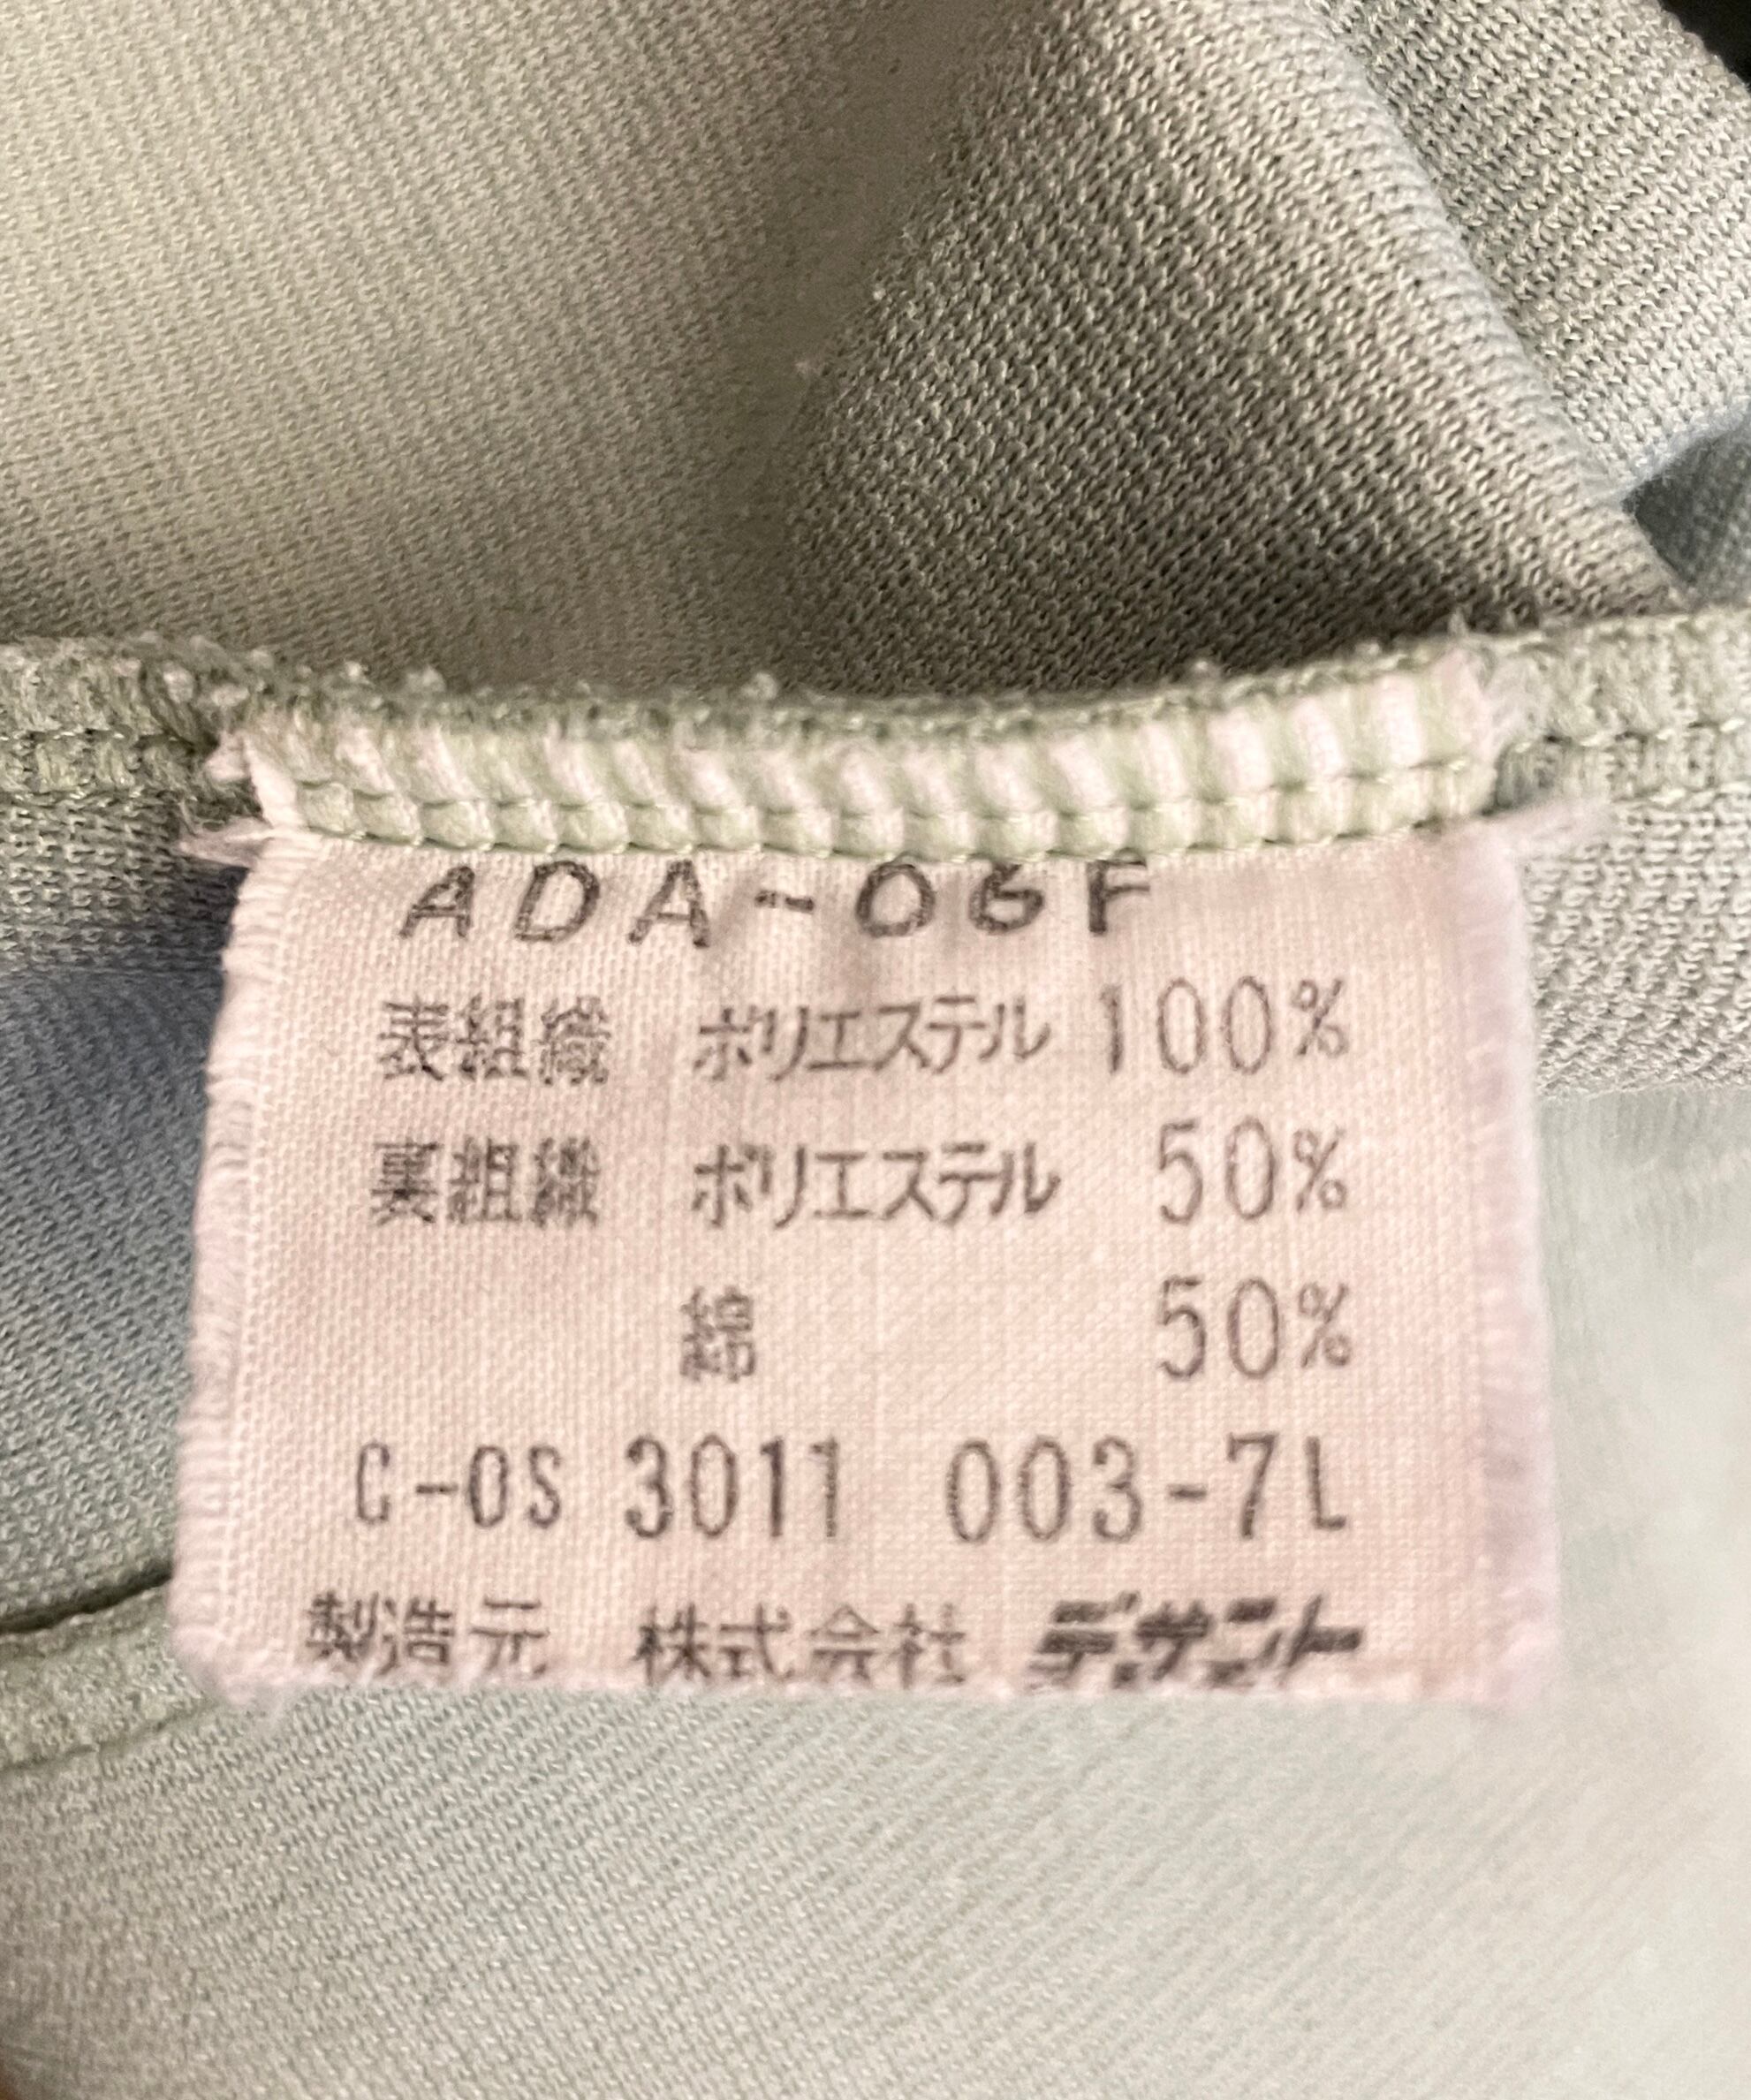 ADA-06F
表組織 ポリエステル 100%
裏組織 ポリエステル 50%
綿 50%
C-0S 3011 003-7L
製造元 株式会社 デサント